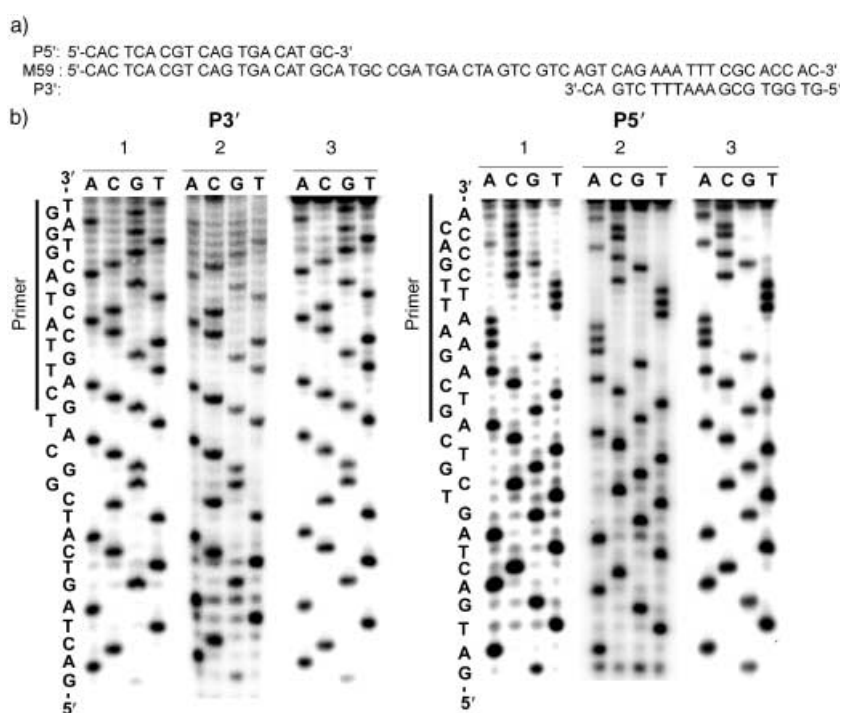 a)
P5': 5'-CAC TCA CGT CAG TGA CAT GC-3'
M59 : 5'-CAC TCA CGT CAG TGA CAT GCA TGC CGA TGA CTA GTC GTC AGT CAG AAA TTT CGC ACC AC-3'
P3': 3'-CA GTC TTTAAA GCG TGG TG-5'
b)
P3'
1 2 3
3'
A C G T A C G T A C G T
Primer
5'
P5'
1 2 3
3'
A C G T A C G T A C G T
Primer
5'